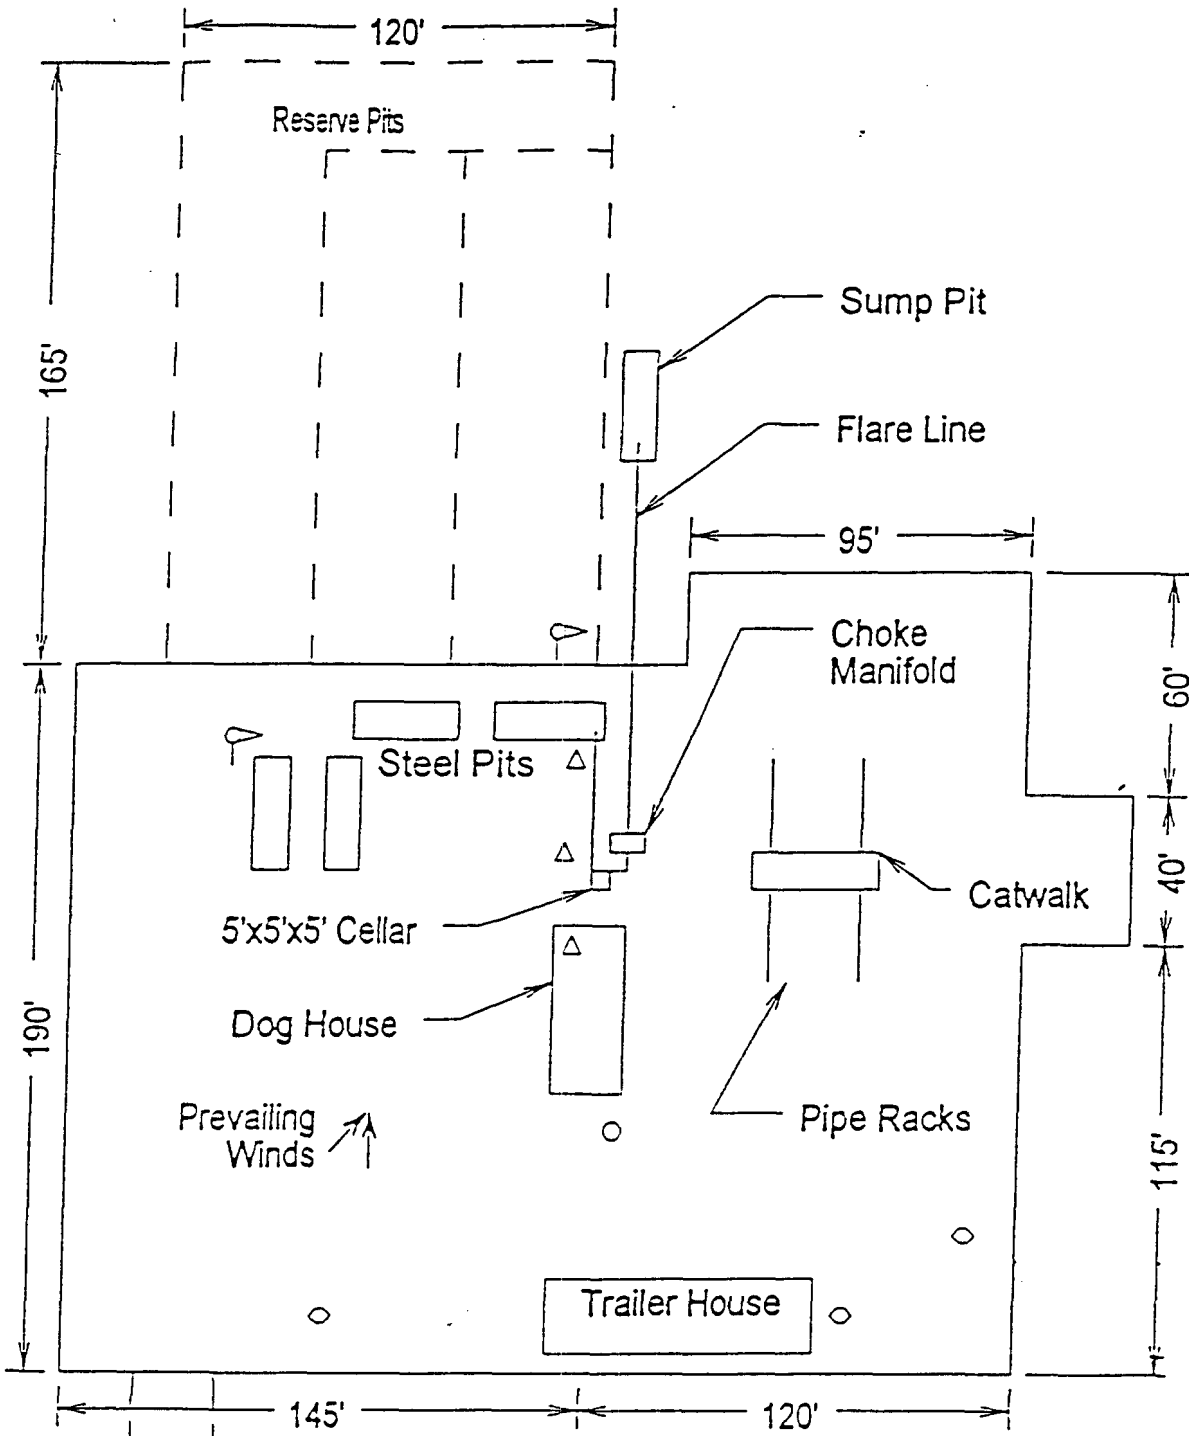 120'
Reserve Pits
Sump Pit
165'
Flare Line
95'
Choke
Manifold
60'
Steel Pits
40'
Catwalk
5'x5'x5' Cellar
190'
Dog House
Prevailing
Winds
Pipe Racks
115'
Trailer House
145'
120'